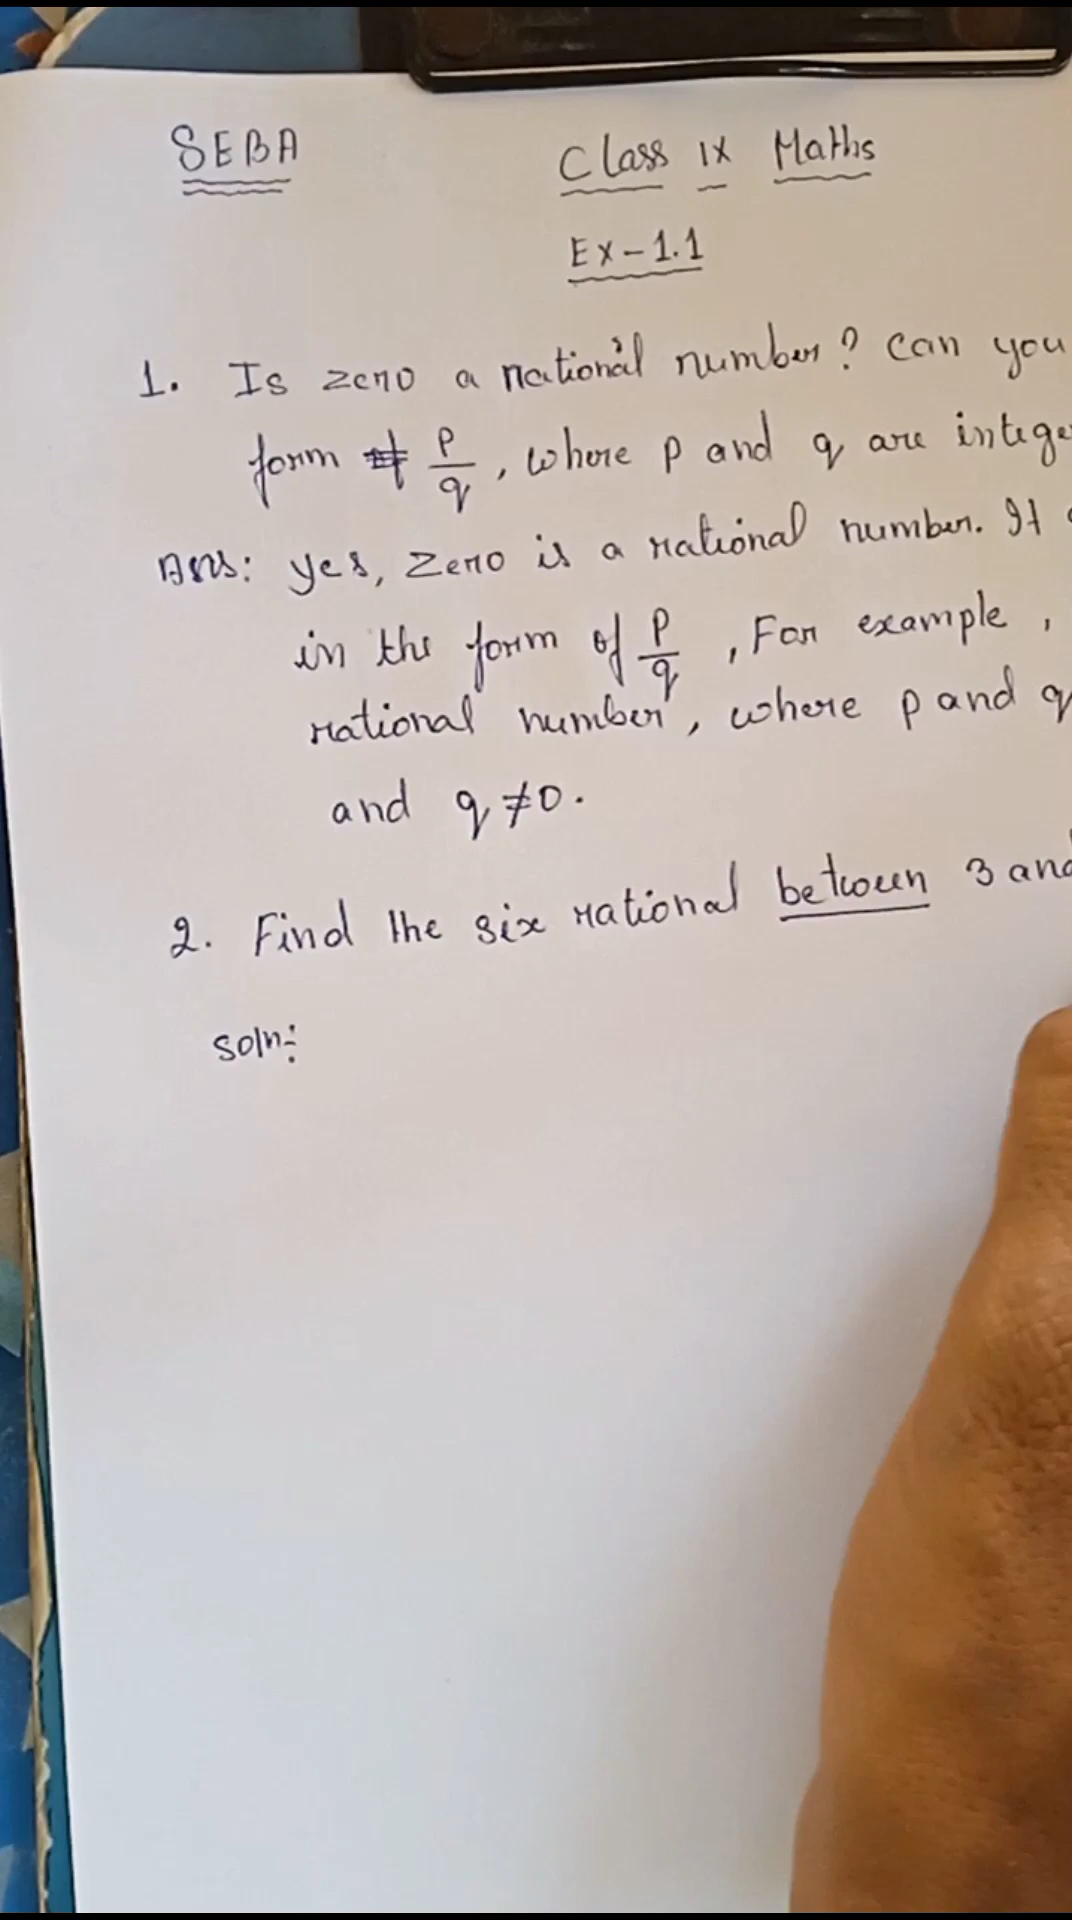 SEBA
Class IX Maths
Ex-1.1
1. Is zero a rational number? Can you
form p/q, where p and q are intege
Ans: yes, Zero is a rational number. It
in the form of p/q, For example,
rational number, where p and q
and q ≠ 0.
2. Find the six rational between 3 and
Soln: